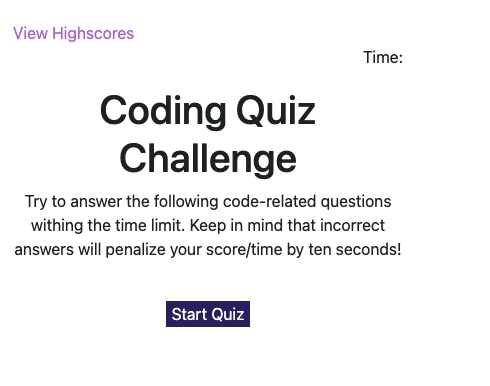 View Highscores
Time:
Coding Quiz
Challenge
Try to answer the following code-related questions
withing the time limit. Keep in mind that incorrect
answers will penalize your score/time by ten seconds!
Start Quiz